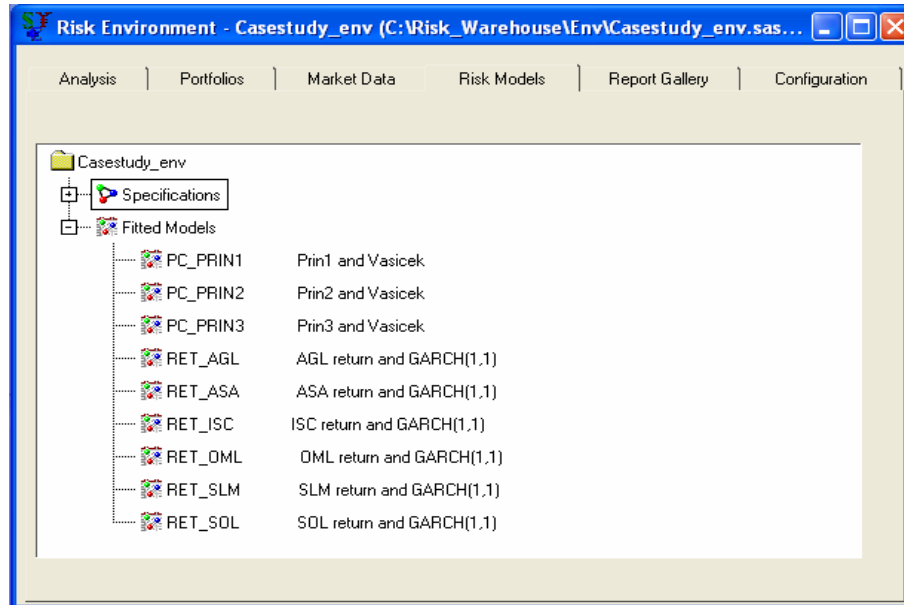 Risk Environment - Casestudy_env (C:\Risk_Warehouse\Env\Casestudy_env.sas...
Analysis Portfolios Market Data Risk Models Report Gallery Configuration
Casestudy_env
Specifications
Fitted Models
PC_PRIN1 Prin1 and Vasicek
PC_PRIN2 Prin2 and Vasicek
PC_PRIN3 Prin3 and Vasicek
RET_AGL AGL return and GARCH(1,1)
RET_ASA ASA return and GARCH(1,1)
RET_ISC ISC return and GARCH(1,1)
RET_OML OML return and GARCH(1,1)
RET_SLM SLM return and GARCH(1,1)
RET_SOL SOL return and GARCH(1,1)